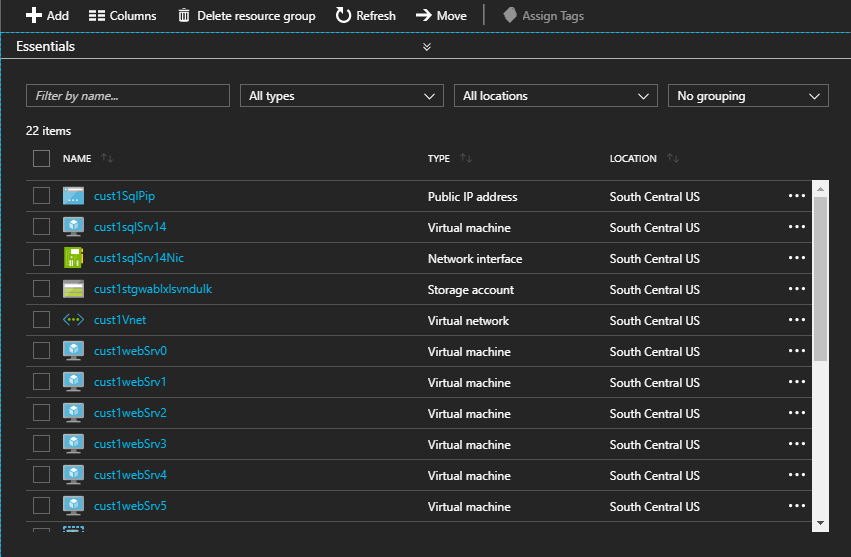 Add Columns Delete resource group Refresh Move Assign Tags
Essentials
Filter by name... All types All locations No grouping
22 items
NAME TYPE LOCATION
cust1SqlPip Public IP address South Central US
cust1sqlSrv14 Virtual machine South Central US
cust1sqlSrv14Nic Network interface South Central US
cust1stgwablxlsvndulk Storage account South Central US
cust1Vnet Virtual network South Central US
cust1webSrv0 Virtual machine South Central US
cust1webSrv1 Virtual machine South Central US
cust1webSrv2 Virtual machine South Central US
cust1webSrv3 Virtual machine South Central US
cust1webSrv4 Virtual machine South Central US
cust1webSrv5 Virtual machine South Central US